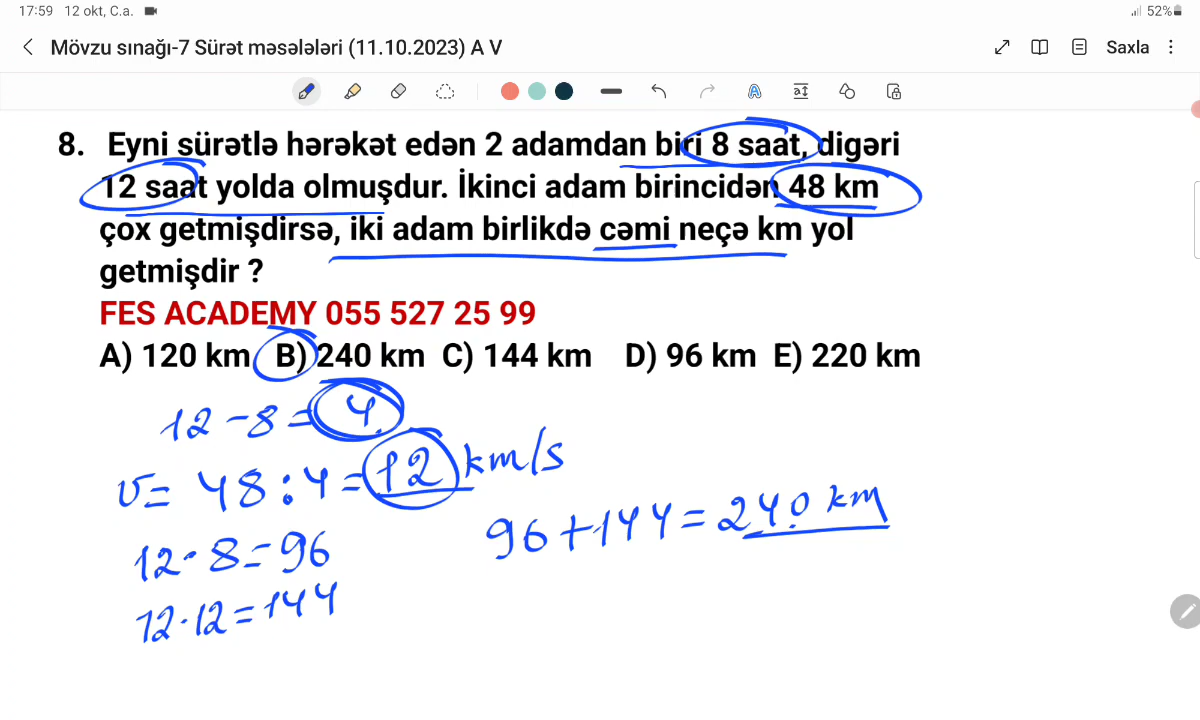 17:59 12 okt, C.a. 52%
Mövzu sınağı-7 Sürət məsələləri (11.10.2023) A V Saxla
8. Eyni sürətlə hərəkət edən 2 adamdan biri 8 saat, digəri
12 saat yolda olmuşdur. İkinci adam birincidən 48 km
çox getmişdirsə, iki adam birlikdə cəmi neçə km yol
getmişdir ?
FES ACADEMY 055 527 25 99
A) 120 km B) 240 km C) 144 km D) 96 km E) 220 km
12 - 8 = 4
v = 48 : 4 = 12 km/s
12 · 8 = 96
96 + 144 = 240 km
12 · 12 = 144